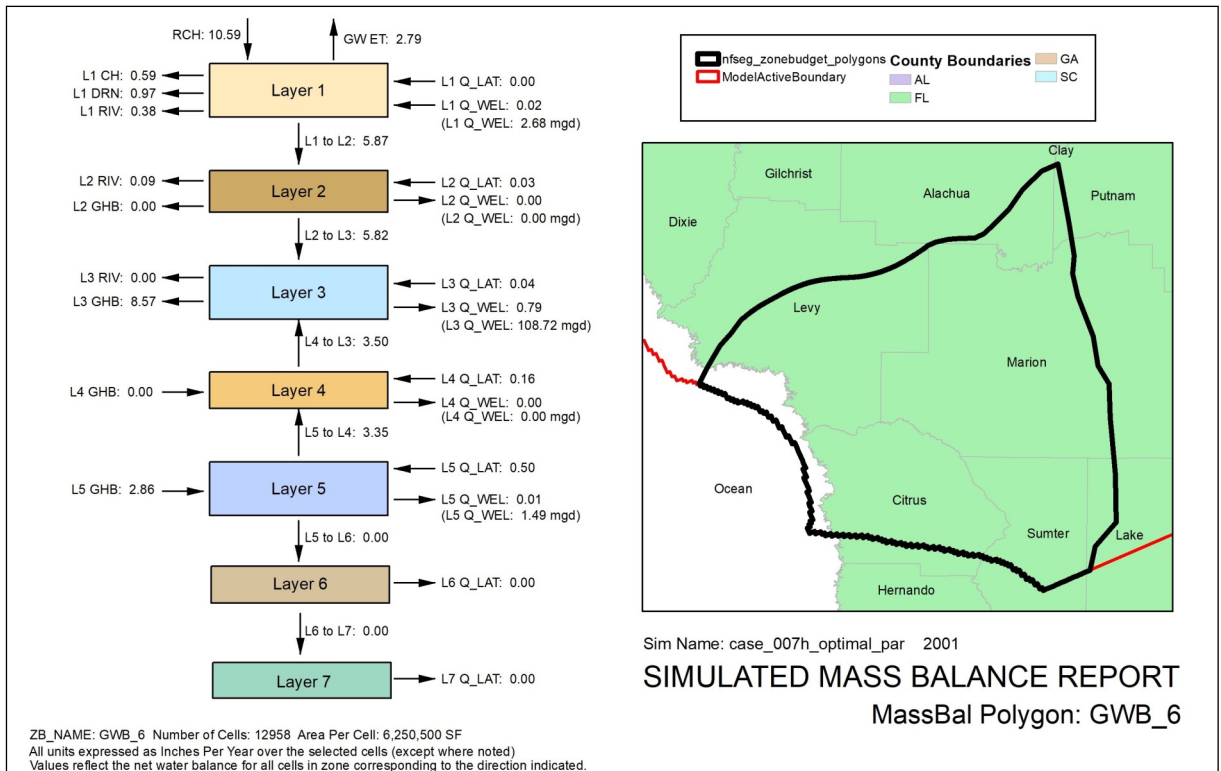 RCH: 10.59
GW ET: 2.79
L1 CH: 0.59
L1 DRN: 0.97
L1 RIV: 0.38
Layer 1
L1 Q_LAT: 0.00
L1 Q_WEL: 0.02
(L1 Q_WEL: 2.68 mgd)
L1 to L2: 5.87
L2 RIV: 0.09
L2 GHB: 0.00
Layer 2
L2 Q_LAT: 0.03
L2 Q_WEL: 0.00
(L2 Q_WEL: 0.00 mgd)
L2 to L3: 5.82
L3 RIV: 0.00
L3 GHB: 8.57
Layer 3
L3 Q_LAT: 0.04
L3 Q_WEL: 0.79
(L3 Q_WEL: 108.72 mgd)
L4 to L3: 3.50
L4 GHB: 0.00
Layer 4
L4 Q_LAT: 0.16
L4 Q_WEL: 0.00
(L4 Q_WEL: 0.00 mgd)
L5 to L4: 3.35
L5 GHB: 2.86
Layer 5
L5 Q_LAT: 0.50
L5 Q_WEL: 0.01
(L5 Q_WEL: 1.49 mgd)
L5 to L6: 0.00
Layer 6
L6 Q_LAT: 0.00
L6 to L7: 0.00
Layer 7
L7 Q_LAT: 0.00
ZB_NAME: GWB_6 Number of Cells: 12958 Area Per Cell: 6,250,500 SF
All units expressed as Inches Per Year over the selected cells (except where noted)
Values reflect the net water balance for all cells in zone corresponding to the direction indicated.
nfseg_zonebudget_polygons
ModelActiveBoundary
County Boundaries
AL
FL
GA
SC
Clay
Gilchrist
Alachua
Putnam
Dixie
Levy
Marion
Ocean
Citrus
Sumter
Lake
Hernando
Sim Name: case_007h_optimal_par 2001
SIMULATED MASS BALANCE REPORT
MassBal Polygon: GWB_6